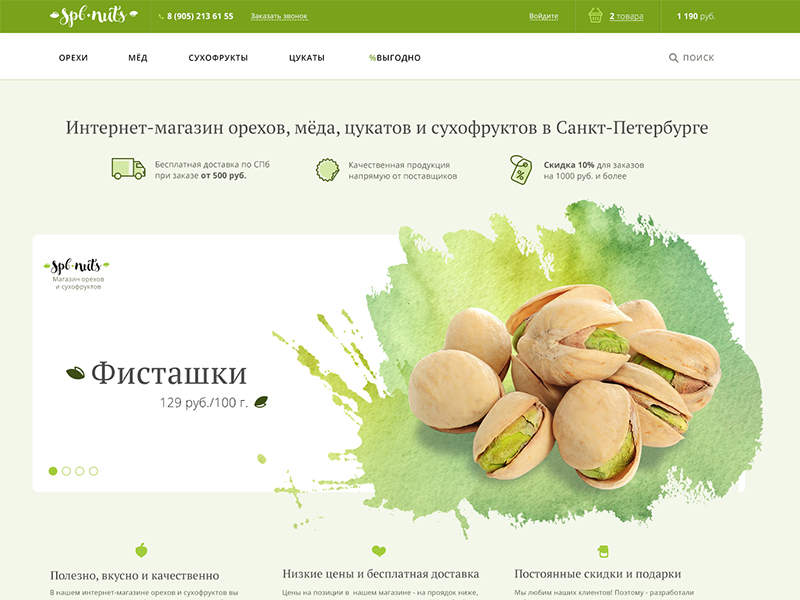 spb·nuts
8 (905) 213 61 55
Заказать звонок
Войдите
2 товара
1 190 руб.
ОРЕХИ
МЁД
СУХОФРУКТЫ
ЦУКАТЫ
%ВЫГОДНО
ПОИСК
Интернет-магазин орехов, мёда, цукатов и сухофруктов в Санкт-Петербурге
Бесплатная доставка по СПб
при заказе от 500 руб.
Качественная продукция
напрямую от поставщиков
%
Скидка 10% для заказов
на 1000 руб. и более
spb·nuts
Магазин орехов
и сухофруктов
Фисташки
129 руб./100 г.
Полезно, вкусно и качественно
В нашем интернет-магазине орехов и сухофруктов вы
Низкие цены и бесплатная доставка
Цены на позиции в нашем магазине - на проядок ниже,
Постоянные скидки и подарки
Мы любим наших клиентов! Поэтому - разработали